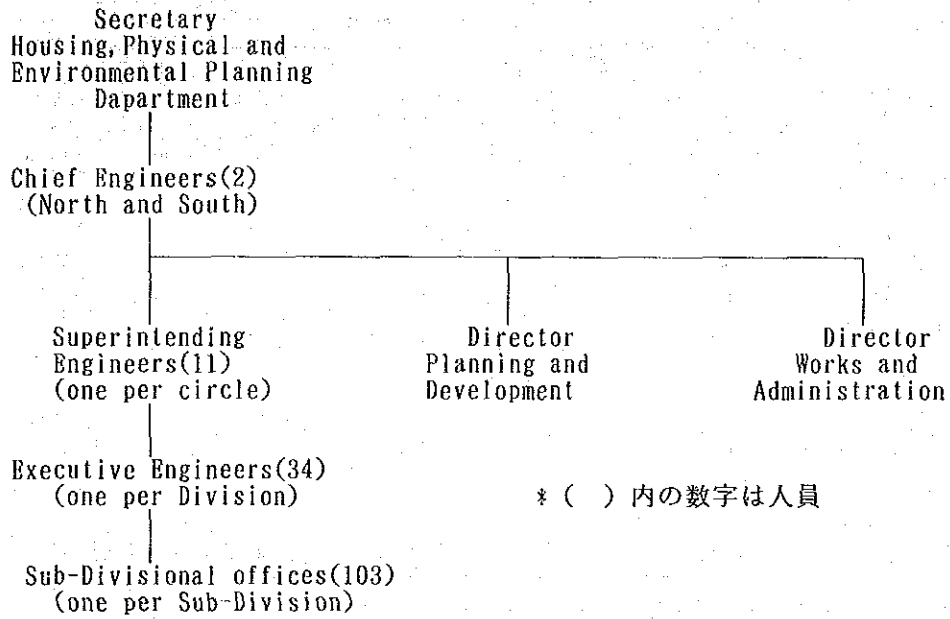 Secretary
Housing, Physical and
Environmental Planning
Dapartment
Chief Engineers(2)
(North and South)
Superintending
Engineers(11)
(one per circle)
Director
Planning and
Development
Director
Works and
Administration
Executive Engineers(34)
(one per Division)
* ( ) 内の数字は人員
Sub-Divisional offices(103)
(one per Sub-Division)